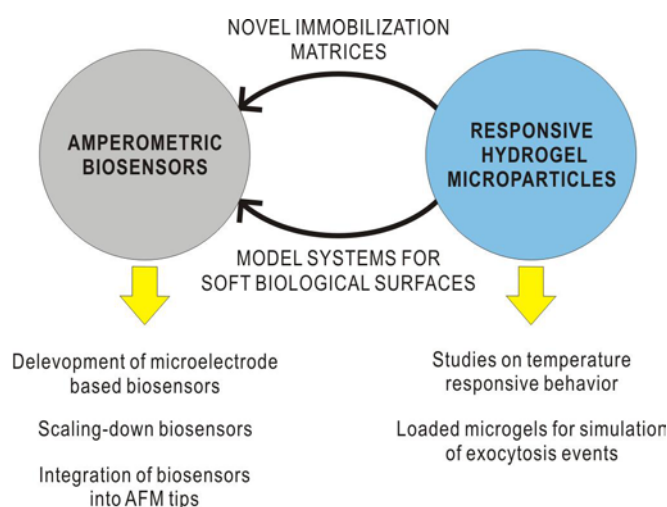 NOVEL IMMOBILIZATION
MATRICES
AMPEROMETRIC
BIOSENSORS
RESPONSIVE
HYDROGEL
MICROPARTICLES
MODEL SYSTEMS FOR
SOFT BIOLOGICAL SURFACES
Delevopment of microelectrode
based biosensors
Scaling-down biosensors
Integration of biosensors
into AFM tips
Studies on temperature
responsive behavior
Loaded microgels for simulation
of exocytosis events